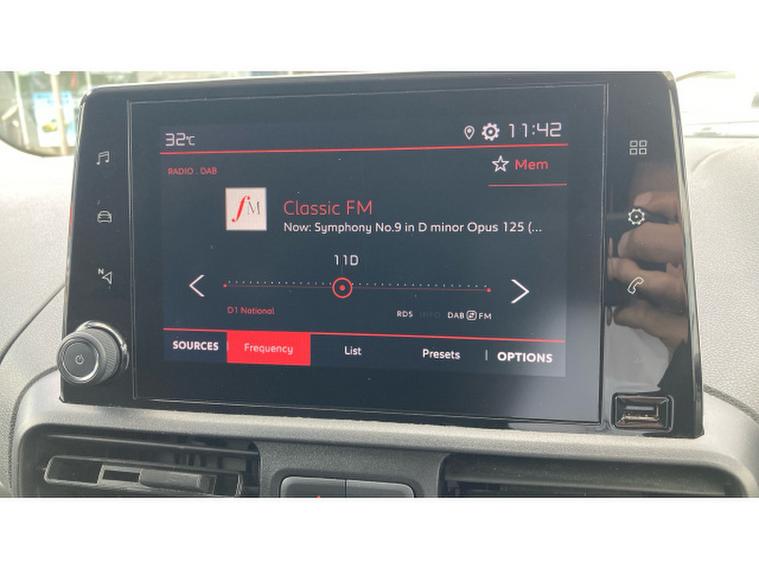 32°C 11:42
RADIO . DAB
Mem
fM
Classic FM
Now: Symphony No.9 in D minor Opus 125 (...
11D
D1 National
RDS INFO DAB FM
SOURCES Frequency List Presets OPTIONS
N